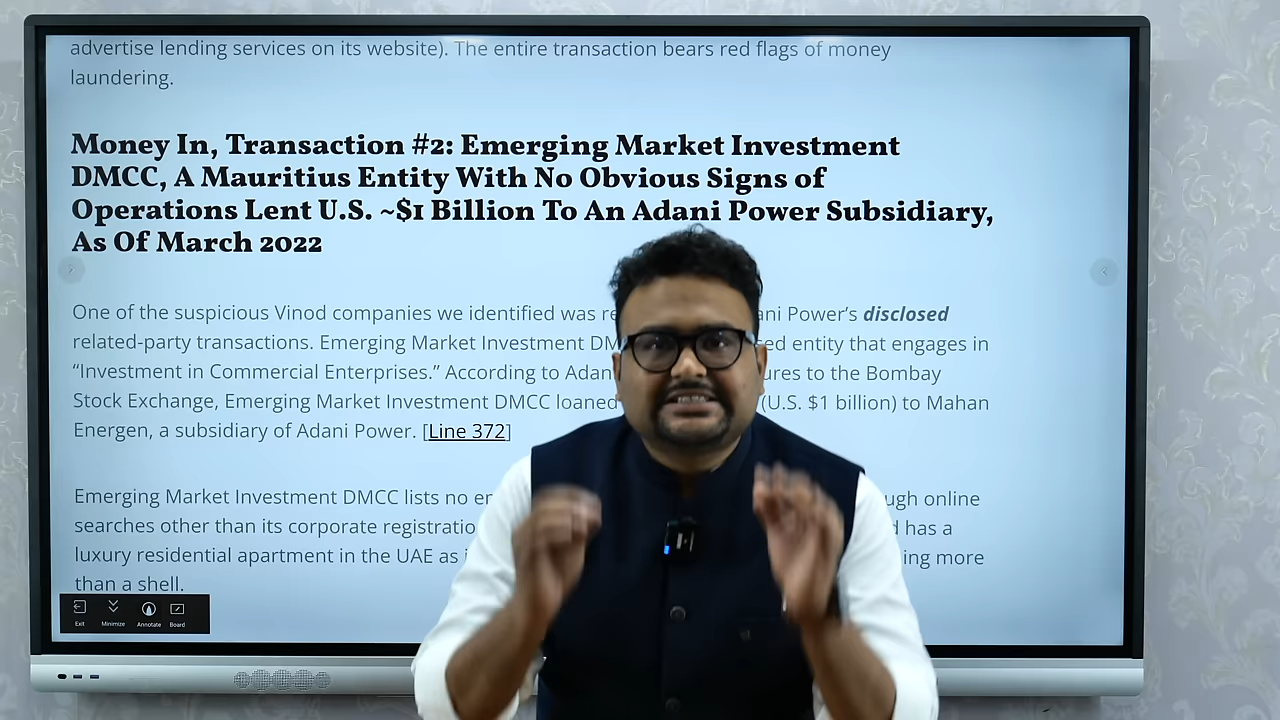 advertise lending services on its website). The entire transaction bears red flags of money
laundering.
Money In, Transaction #2: Emerging Market Investment
DMCC, A Mauritius Entity With No Obvious Signs of
Operations Lent U.S. ~$1 Billion To An Adani Power Subsidiary,
As Of March 2022
One of the suspicious Vinod companies we identified was Power's disclosed
related-party transactions. Emerging Market Investment entity that engages in
“Investment in Commercial Enterprises.” According to to the Bombay
Stock Exchange, Emerging Market Investment DMCC loaned (U.S. $1 billion) to Mahan
Energen, a subsidiary of Adani Power. [Line 372]
Emerging Market Investment DMCC lists no online
searches other than its corporate has a
luxury residential apartment in the UAE as more
than a shell.
Exit Minimize Annotate Board